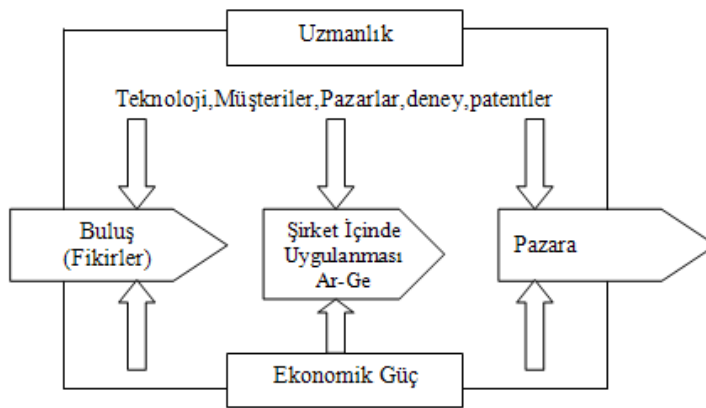 Uzmanlık
Teknoloji,Müşteriler,Pazarlar,deney,patentler
Buluş
(Fikirler)
Şirket İçinde
Uygulanması
Ar-Ge
Pazara
Ekonomik Güç